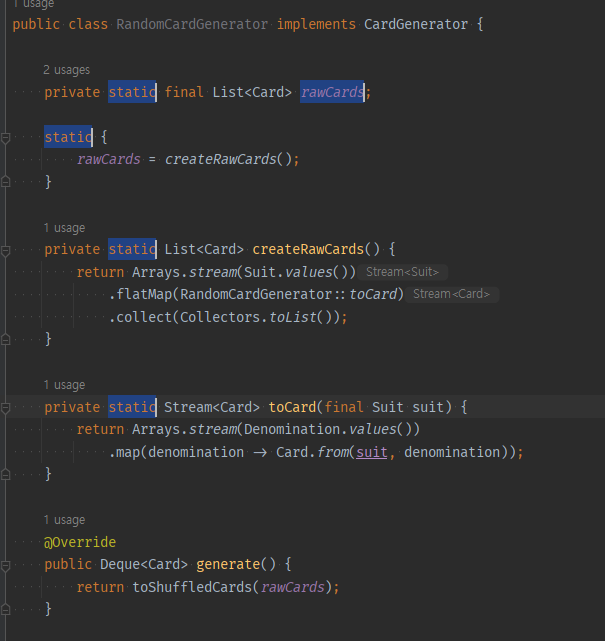 1 usage
public class RandomCardGenerator implements CardGenerator {
2 usages
private static final List<Card> rawCards;
static {
rawCards = createRawCards();
}
1 usage
private static List<Card> createRawCards() {
return Arrays.stream(Suit.values()) Stream<Suit>
.flatMap(RandomCardGenerator::toCard) Stream<Card>
.collect(Collectors.toList());
}
1 usage
private static Stream<Card> toCard(final Suit suit) {
return Arrays.stream(Denomination.values())
.map(denomination -> Card.from(suit, denomination));
}
1 usage
@Override
public Deque<Card> generate() {
return toShuffledCards(rawCards);
}